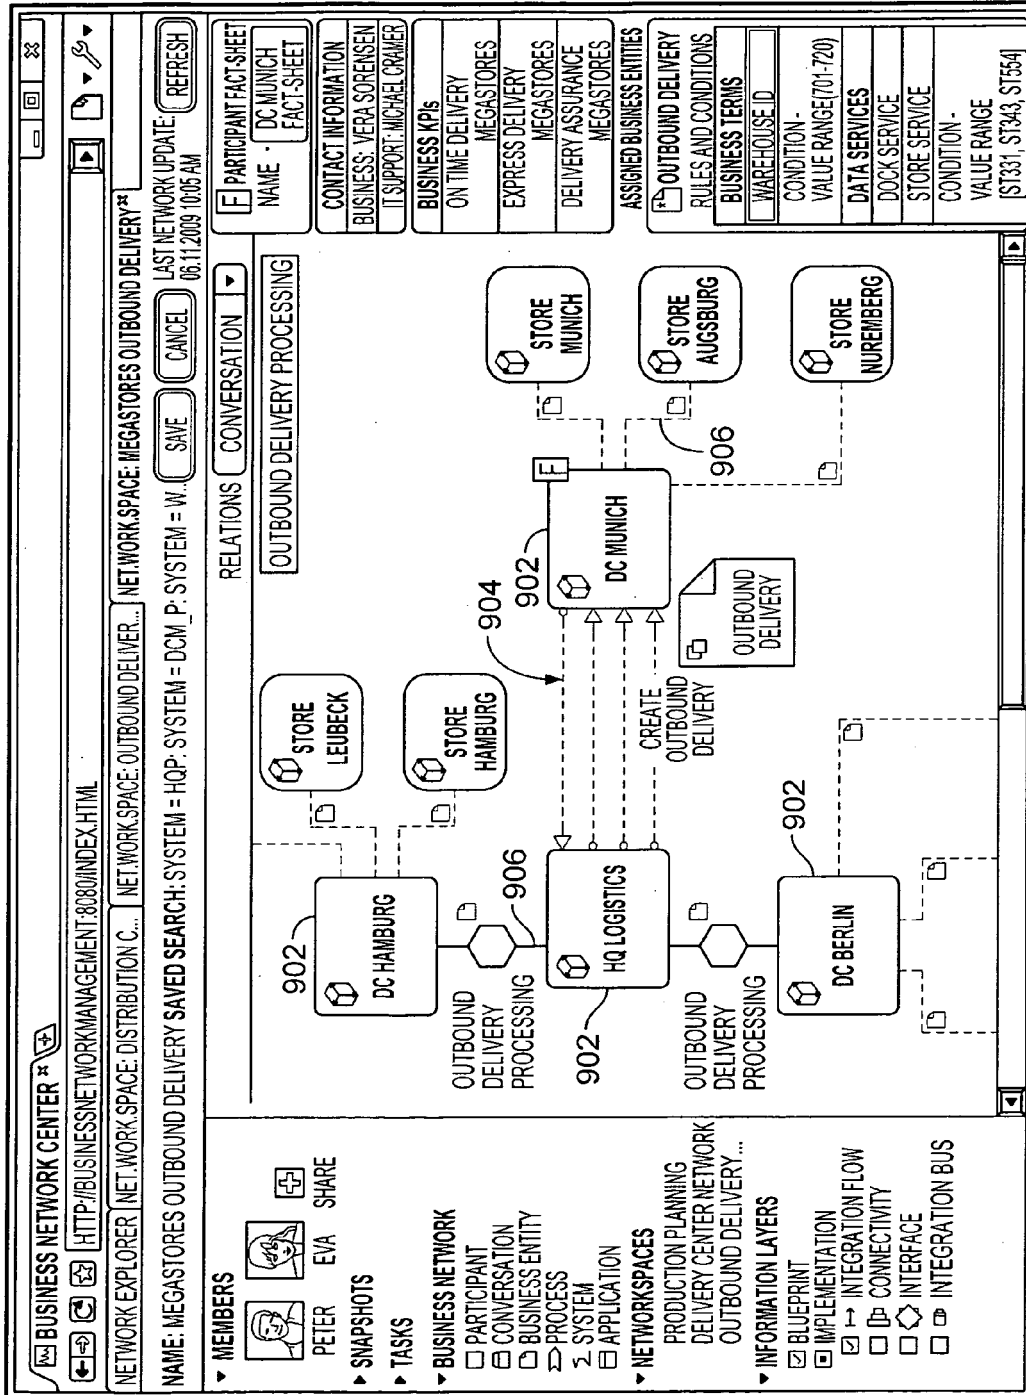 BUSINESS NETWORK CENTER
HTTP://BUSINESSNETWORKMANAGEMENT:8080/INDEX.HTML
NETWORK EXPLORER
NET.WORK.SPACE: DISTRIBUTION C...
NET.WORK.SPACE: OUTBOUND DELIVER...
NET.WORK.SPACE: MEGASTORES OUTBOUND DELIVERY
NAME: MEGASTORES OUTBOUND DELIVERY SAVED SEARCH: SYSTEM = HQP: SYSTEM = DCM_P: SYSTEM = W..
SAVE
CANCEL
LAST NETWORK UPDATE,
06.11.2009 10:05 AM
REFRESH
MEMBERS
PETER
EVA
SHARE
SNAPSHOTS
TASKS
BUSINESS NETWORK
PARTICIPANT
CONVERSATION
BUSINESS ENTITY
PROCESS
Σ SYSTEM
APPLICATION
NETWORKSPACES
PRODUCTION PLANNING
DELIVERY CENTER NETWORK
OUTBOUND DELIVERY...
INFORMATION LAYERS
BLUEPRINT
IMPLEMENTATION
INTEGRATION FLOW
CONNECTIVITY
INTERFACE
INTEGRATION BUS
RELATIONS
CONVERSATION
OUTBOUND DELIVERY PROCESSING
STORE
LEUBECK
STORE
HAMBURG
902
DC HAMBURG
OUTBOUND
DELIVERY
PROCESSING
906
HQ LOGISTICS
902
904
CREATE
OUTBOUND
DELIVERY
902
F
DC MUNICH
OUTBOUND
DELIVERY
STORE
MUNICH
STORE
AUGSBURG
906
STORE
NUREMBERG
OUTBOUND
DELIVERY
PROCESSING
902
DC BERLIN
F PARTICIPANT FACT-SHEET
NAME · DC MUNICH
FACT-SHEET
CONTACT INFORMATION
BUSINESS: VERA SORENSEN
IT SUPPORT: MICHAEL CRAMER
BUSINESS KPIs
ON TIME DELIVERY
MEGASTORES
EXPRESS DELIVERY
MEGASTORES
DELIVERY ASSURANCE
MEGASTORES
ASSIGNED BUSINESS ENTITIES
OUTBOUND DELIVERY
RULES AND CONDITIONS
BUSINESS TERMS
WAREHOUSE.ID
CONDITION -
VALUE RANGE(701-720)
DATA SERVICES
DOCK SERVICE
STORE SERVICE
CONDITION -
VALUE RANGE
[ST331, ST343, ST554]